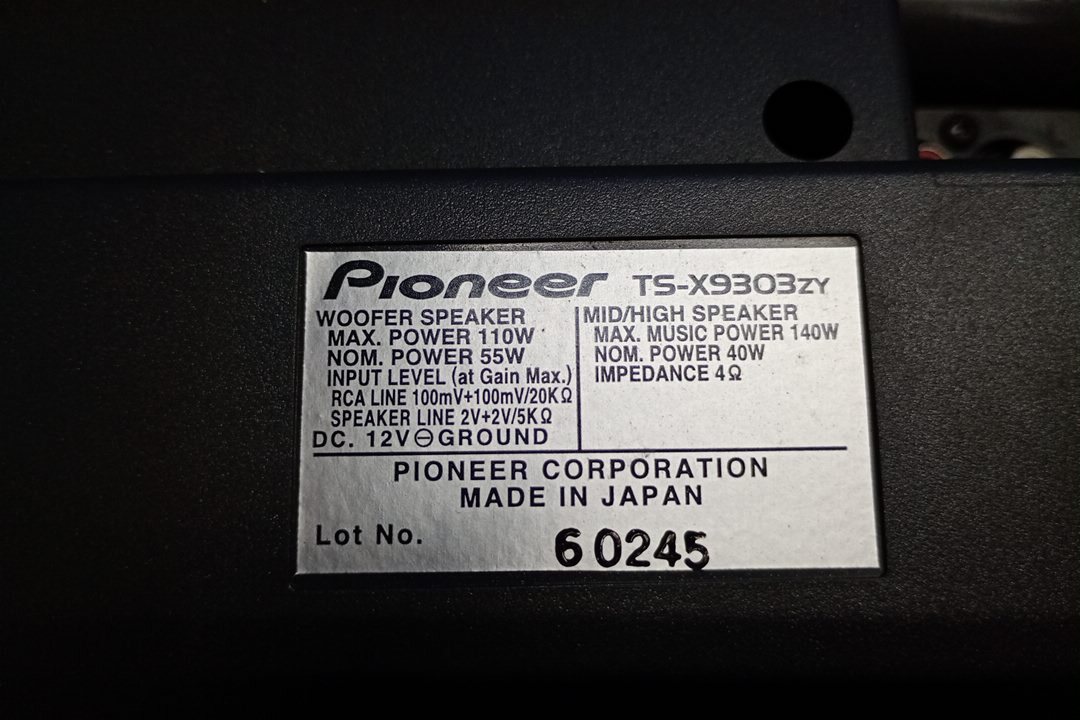 Pioneer TS-X9303ZY
WOOFER SPEAKER
MAX. POWER 110W
NOM. POWER 55W
INPUT LEVEL (at Gain Max.)
RCA LINE 100mV+100mV/20KΩ
SPEAKER LINE 2V+2V/5KΩ
DC. 12V⊖GROUND
MID/HIGH SPEAKER
MAX. MUSIC POWER 140W
NOM. POWER 40W
IMPEDANCE 4Ω
PIONEER CORPORATION
MADE IN JAPAN
Lot No. 60245